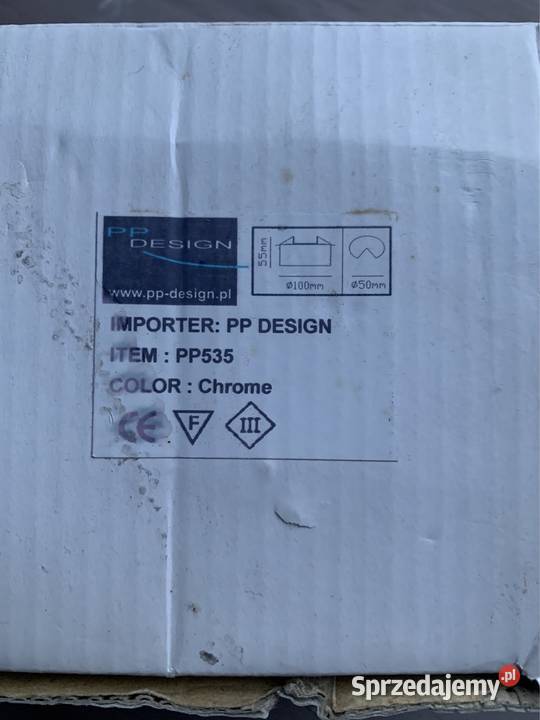 PP
DESIGN
www.pp-design.pl
55mm
Ø100mm
Ø50mm
IMPORTER: PP DESIGN
ITEM : PP535
COLOR : Chrome
CE
F
III
Sprzedajemy.pl